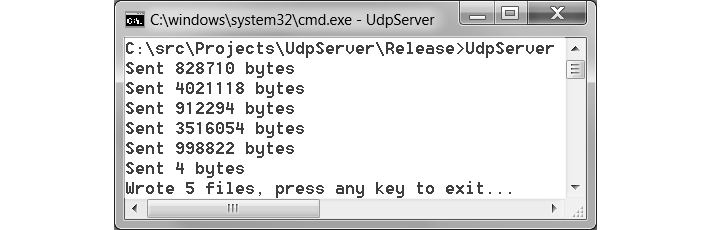 C:\windows\system32\cmd.exe - UdpServer
C:\src\Projects\UdpServer\Release>UdpServer
Sent 828710 bytes
Sent 4021118 bytes
Sent 912294 bytes
Sent 3516054 bytes
Sent 998822 bytes
Sent 4 bytes
Wrote 5 files, press any key to exit...